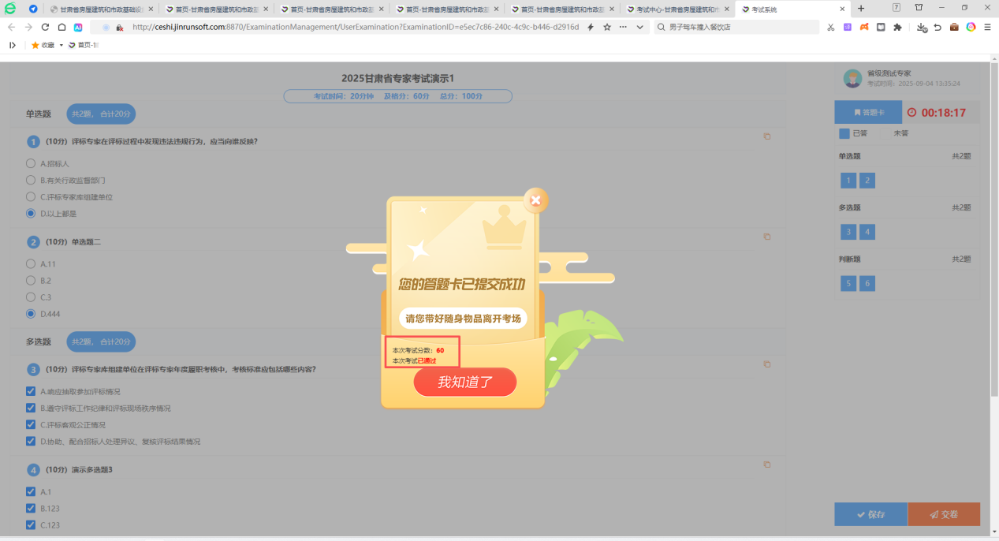 甘肃省房屋建筑和市政基础设
首页-甘肃省房屋建筑和市政基
首页-甘肃省房屋建筑和市政基
首页-甘肃省房屋建筑和市政基
首页-甘肃省房屋建筑和市政基
考试中心-甘肃省房屋建筑和市
考试系统
http://ceshi.jinrunsoft.com:8870/ExaminationManagement/UserExamination?ExaminationID=e5ec7c86-240c-4c9c-b446-d2916d
男子驾车撞入餐饮店
收藏
首页-甘
2025甘肃省专家考试演示1
考试时间：20分钟 及格分：60分 总分：100分
单选题 共2题，合计20分
1 (10分) 评标专家在评标过程中发现违法违规行为，应当向谁反映？
A.招标人
B.有关行政监督部门
C.评标专家库组建单位
D.以上都是
2 (10分) 单选题二
A.11
B.2
C.3
D.444
多选题 共2题，合计20分
3 (10分) 评标专家库组建单位在评标专家年度履职考核中，考核标准应包括哪些内容？
A.响应抽取参加评标情况
B.遵守评标工作纪律和评标现场秩序情况
C.评标客观公正情况
D.协助、配合招标人处理异议、复核评标结果情况
4 (10分) 演示多选题3
A.1
B.123
C.123
您的答题卡已提交成功
请您带好随身物品离开考场
本次考试分数：60
本次考试已通过
我知道了
省级测试专家
考试时间：2025-09-04 13:35:24
答题卡 00:18:17
已答 未答
单选题 共2题
1 2
多选题 共2题
3 4
判断题 共2题
5 6
保存 交卷